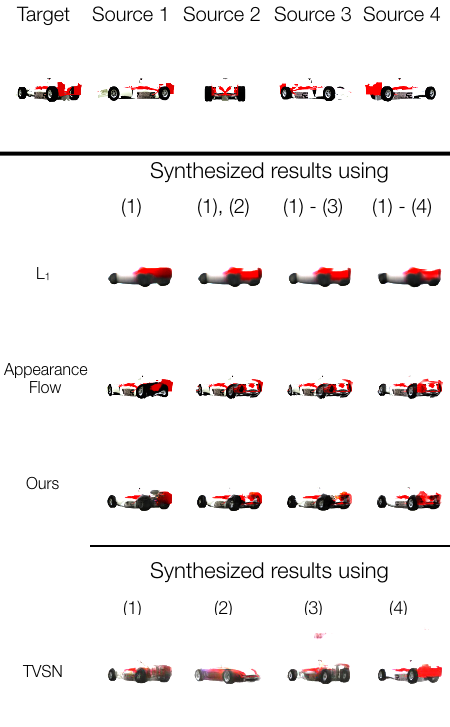 Target Source 1 Source 2 Source 3 Source 4
Synthesized results using
(1) (1), (2) (1) - (3) (1) - (4)
L₁
Appearance
Flow
Ours
Synthesized results using
(1) (2) (3) (4)
TVSN